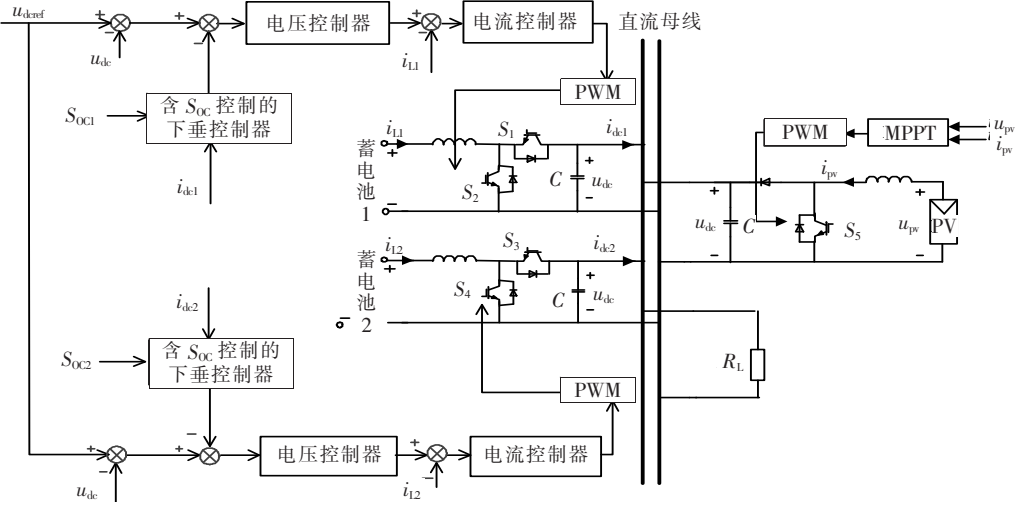 u_dcref
+
−
+
−
电压控制器
+
−
电流控制器
直流母线
u_dc
i_L1
PWM
S_OC1
含 S_OC 控制的
下垂控制器
i_dc1
蓄电池1
i_L1
+
S_1
S_2
C
+
u_dc
−
i_dc1
−
PWM
MPPT
u_pv
i_pv
i_pv
+
u_dc
−
C
S_5
+
u_pv
−
PV
蓄电池2
i_L2
+
S_3
S_4
C
+
u_dc
−
i_dc2
−
i_dc2
S_OC2
含 S_OC 控制的
下垂控制器
R_L
PWM
+
−
+
−
电压控制器
+
−
电流控制器
u_dc
i_L2